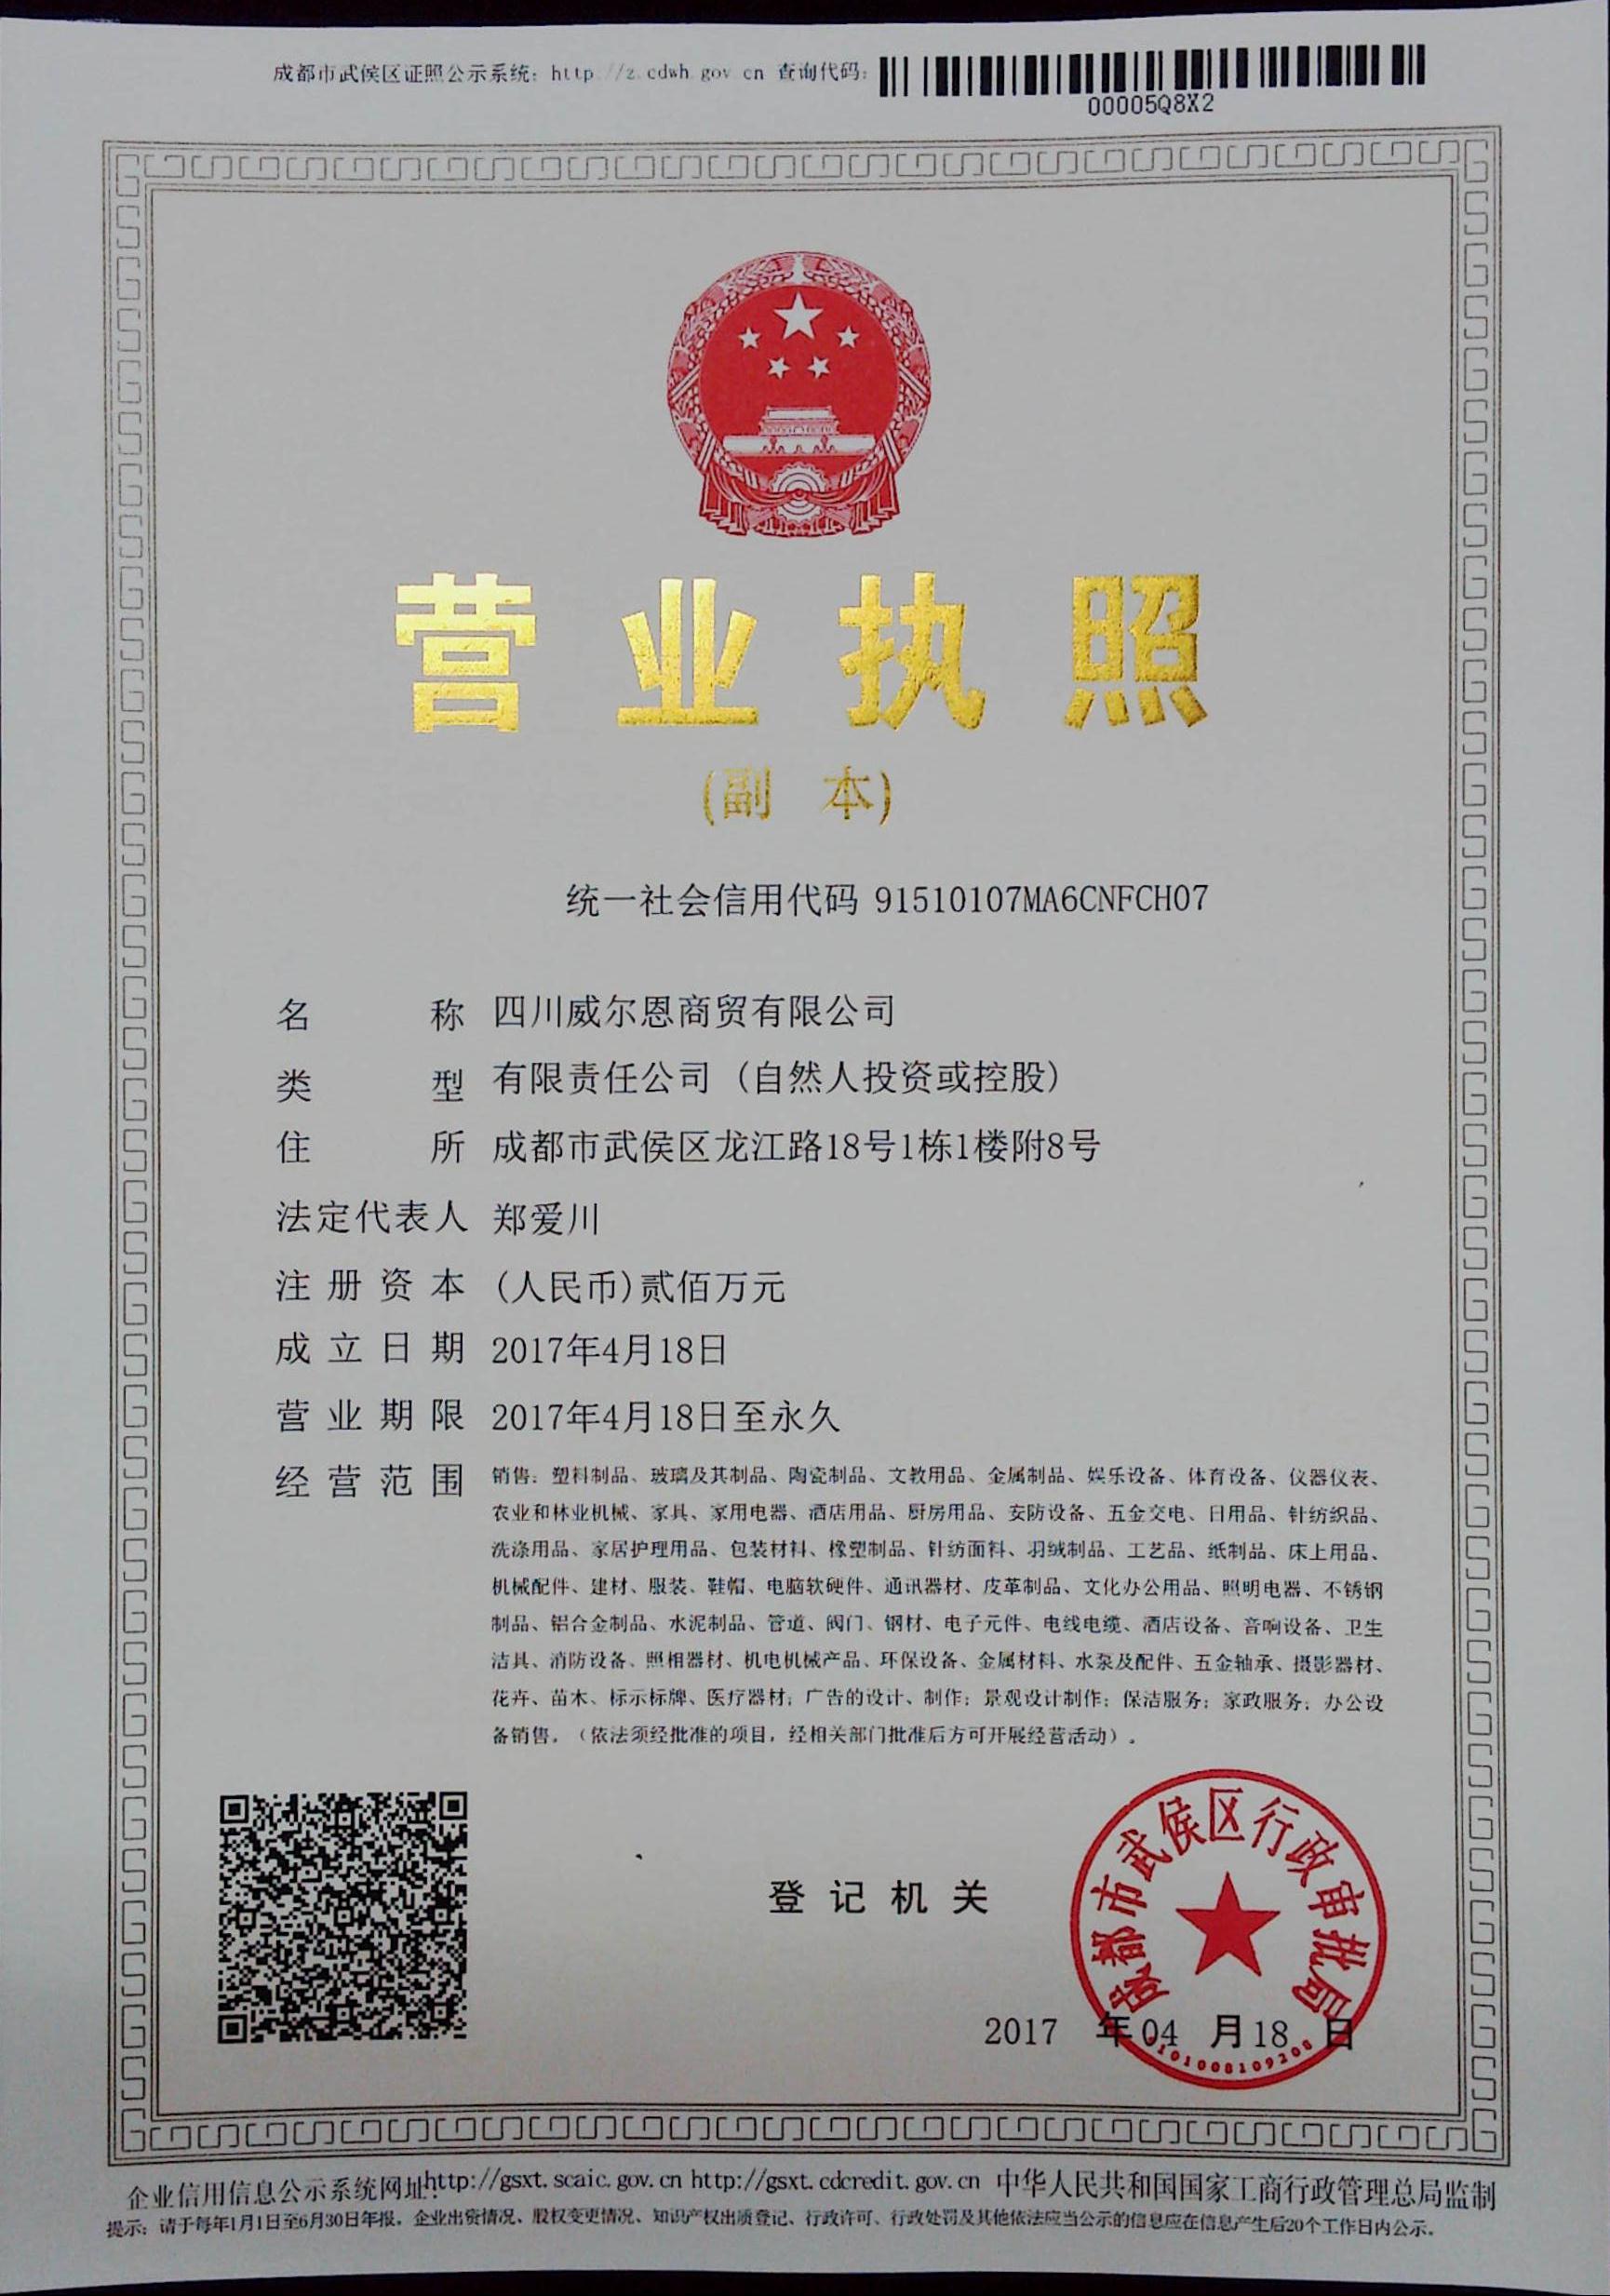 成都市武侯区证照公示系统: http://z.cdwh.gov.cn 查询代码:
00005Q8X2
营业执照
(副 本)
统一社会信用代码 91510107MA6CNFCH07
名 称 四川威尔恩商贸有限公司
类 型 有限责任公司（自然人投资或控股）
住 所 成都市武侯区龙江路18号1栋1楼附8号
法定代表人 郑爱川
注册资本 (人民币)贰佰万元
成立日期 2017年4月18日
营业期限 2017年4月18日至永久
经营范围 销售：塑料制品、玻璃及其制品、陶瓷制品、文教用品、金属制品、娱乐设备、体育设备、仪器仪表、
农业和林业机械、家具、家用电器、酒店用品、厨房用品、安防设备、五金交电、日用品、针纺织品、
洗涤用品、家居护理用品、包装材料、橡塑制品、针纺面料、羽绒制品、工艺品、纸制品、床上用品、
机械配件、建材、服装、鞋帽、电脑软硬件、通讯器材、皮革制品、文化办公用品、照明电器、不锈钢
制品、铝合金制品、水泥制品、管道、阀门、钢材、电子元件、电线电缆、酒店设备、音响设备、卫生
洁具、消防设备、照相器材、机电机械产品、环保设备、金属材料、水泵及配件、五金轴承、摄影器材、
花卉、苗木、标示标牌、医疗器材；广告的设计、制作；景观设计制作；保洁服务；家政服务；办公设
备销售。（依法须经批准的项目，经相关部门批准后方可开展经营活动）。
成都市武侯区行政审批局
登记机关
2017 年 04 月 18 日
5101008109208
企业信用信息公示系统网址: http://gsxt.scaic.gov.cn http://gsxt.cdcredit.gov.cn 中华人民共和国国家工商行政管理总局监制
提示：请于每年1月1日至6月30日年报。企业出资情况、股权变更情况、知识产权出质登记、行政许可、行政处罚及其他依法应当公示的信息应在信息产生后20个工作日内公示。